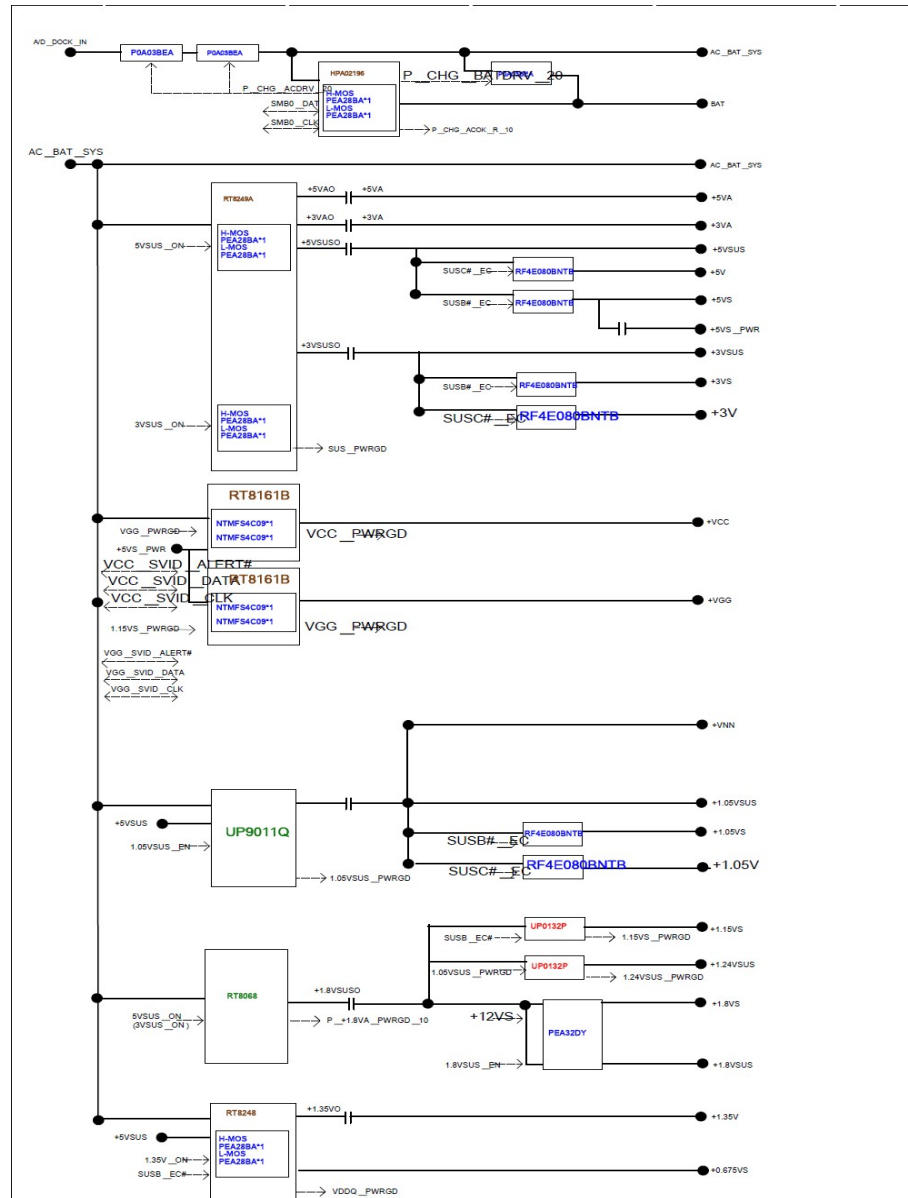 A/D_DOCK_IN
P0A03BEA
P0A03BEA
AC_BAT_SYS
HPA02196
P_CHG_BATDRV_20
P_CHG_ACDRV_20
H-MOS
PEA28BA*1
L-MOS
PEA28BA*1
SMB0_DAT
SMB0_CLK
BAT
P_CHG_ACOK_R_10
AC_BAT_SYS
AC_BAT_SYS
RT8249A
+5VAO
+5VA
+5VA
+3VAO
+3VA
+3VA
H-MOS
PEA28BA*1
L-MOS
PEA28BA*1
5VSUS_ON
+5VSUSO
+5VSUS
SUSC#_EC
RF4E080BNTB
+5V
SUSB#_EC
RF4E080BNTB
+5VS
+5VS_PWR
+3VSUSO
+3VSUS
SUSB#_EC
RF4E080BNTB
+3VS
SUSC#_EC
RF4E080BNTB
+3V
3VSUS_ON
H-MOS
PEA28BA*1
L-MOS
PEA28BA*1
SUS_PWRGD
RT8161B
VGG_PWRGD
NTMFS4C09*1
NTMFS4C09*1
VCC_PWRGD
+VCC
+5VS_PWR
VCC_SVID_ALERT#
RT8161B
VCC_SVID_DATA
VCC_SVID_CLK
NTMFS4C09*1
NTMFS4C09*1
+VGG
1.15VS_PWRGD
VGG_PWRGD
VGG_SVID_ALERT#
VGG_SVID_DATA
VGG_SVID_CLK
+VNN
+1.05VSUS
+5VSUS
UP9011Q
1.05VSUS_EN
SUSB#_EC
RF4E080BNTB
+1.05VS
SUSC#_EC
RF4E080BNTB
+1.05V
1.05VSUS_PWRGD
UP0132P
+1.15VS
SUSB_EC#
1.15VS_PWRGD
UP0132P
+1.24VSUS
1.05VSUS_PWRGD
1.24VSUS_PWRGD
RT8068
+1.8VSUSO
+1.8VS
5VSUS_ON
(3VSUS_ON)
P_+1.8VA_PWRGD_10
+12VS
PEA32DY
1.8VSUS_EN
+1.8VSUS
RT8248
+1.35VO
+1.35V
+5VSUS
H-MOS
PEA28BA*1
L-MOS
PEA28BA*1
1.35V_ON
SUSB_EC#
+0.675VS
VDDQ_PWRGD